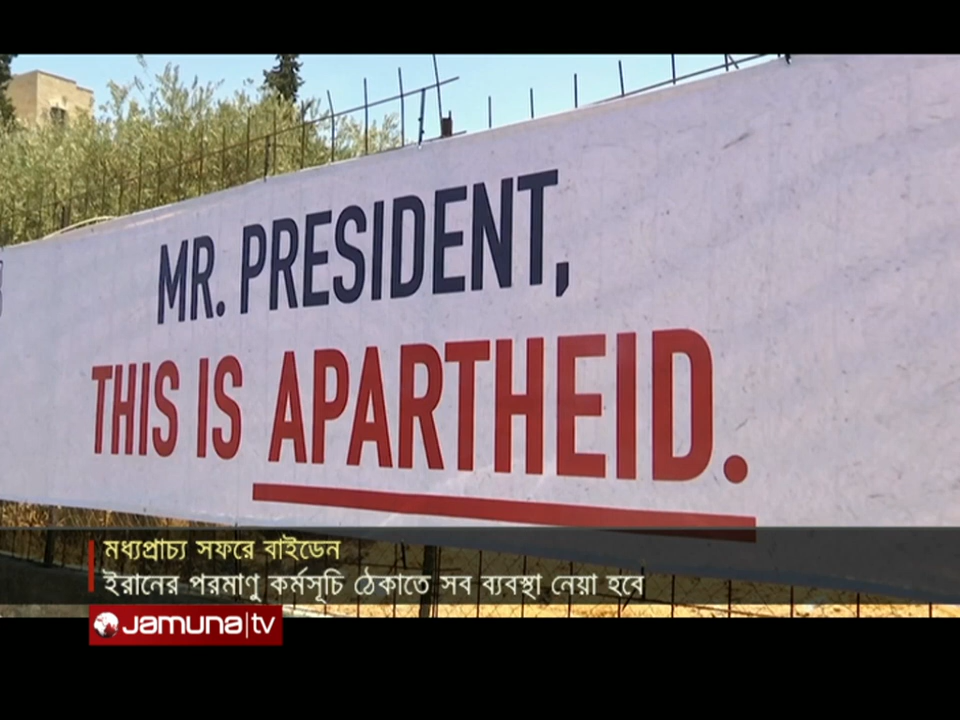 MR. PRESIDENT,
THIS IS APARTHEID.
মধ্যপ্রাচ্য সফরে বাইডেন
ইরানের পরমাণু কর্মসূচি ঠেকাতে সব ব্যবস্থা নেয়া হবে
Jamuna|tv